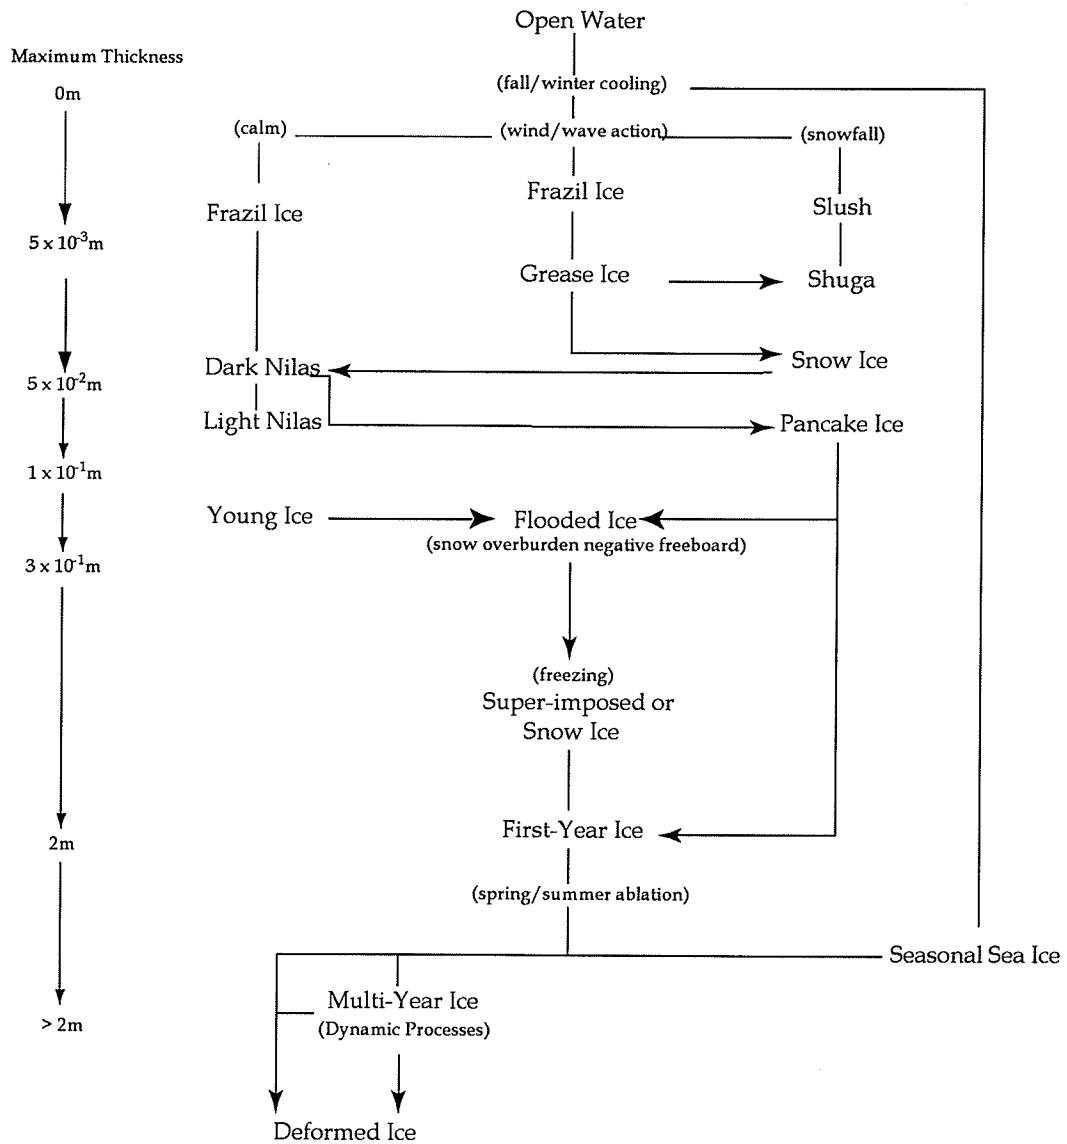 Open Water
Maximum Thickness
(fall/winter cooling)
0m
(calm)
(wind/wave action)
(snowfall)
Frazil Ice
Frazil Ice
Slush
5 x 10⁻³m
Grease Ice
Shuga
Snow Ice
Dark Nilas
5 x 10⁻²m
Light Nilas
Pancake Ice
1 x 10⁻¹m
Young Ice
Flooded Ice
(snow overburden negative freeboard)
3 x 10⁻¹m
(freezing)
Super-imposed or
Snow Ice
First-Year Ice
2m
(spring/summer ablation)
Seasonal Sea Ice
Multi-Year Ice
(Dynamic Processes)
> 2m
Deformed Ice